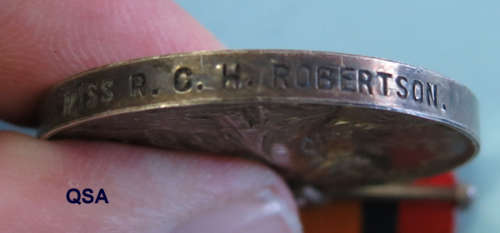 MISS R. C. H. ROBERTSON.
QSA